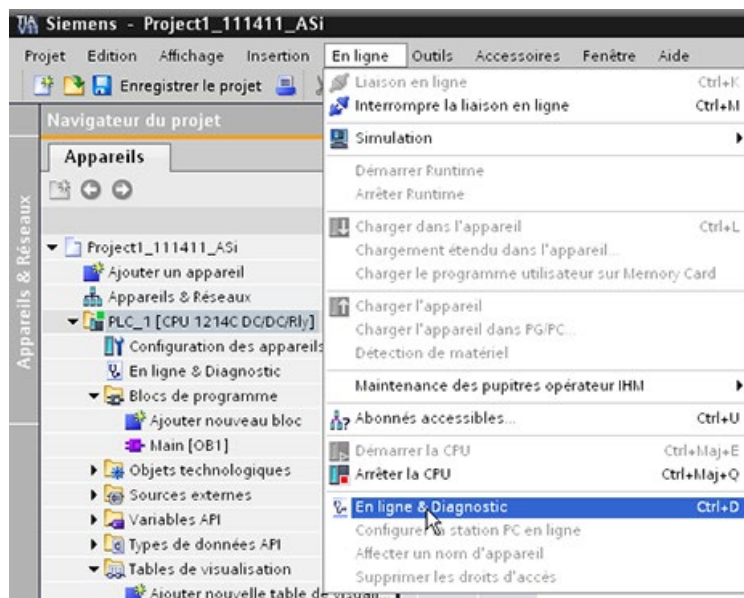 Siemens - Project1_111411_ASi
Projet Edition Affichage Insertion En ligne Outils Accessoires Fenêtre Aide
Enregistrer le projet
Navigateur du projet
Appareils
Appareils & Réseaux
Project1_111411_ASi
Ajouter un appareil
Appareils & Réseaux
PLC_1 [CPU 1214C DC/DC/Rly]
Configuration des appareils
En ligne & Diagnostic
Blocs de programme
Ajouter nouveau bloc
Main [OB1]
Objets technologiques
Sources externes
Variables API
Types de données API
Tables de visualisation
Ajouter nouvelle table de visuali...
Liaison en ligne Ctrl+K
Interrompre la liaison en ligne Ctrl+M
Simulation
Démarrer Runtime
Arrêter Runtime
Charger dans l'appareil Ctrl+L
Chargement étendu dans l'appareil...
Charger le programme utilisateur sur Memory Card
Charger l'appareil
Charger l'appareil dans PG/PC...
Détection de matériel
Maintenance des pupitres opérateur IHM
Abonnés accessibles... Ctrl+U
Démarrer la CPU Ctrl+Maj+E
Arrêter la CPU Ctrl+Maj+Q
En ligne & Diagnostic Ctrl+D
Configurer la station PC en ligne
Affecter un nom d'appareil
Supprimer les droits d'accés